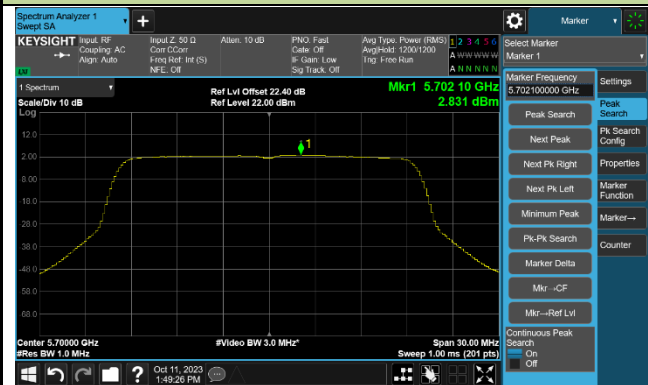 Spectrum Analyzer 1
Swept SA
+
Marker
KEYSIGHT
Input: RF
Coupling: AC
Align: Auto
Input Z: 50 Ω
Corr CCorr
Freq Ref: Int (S)
NFE: Off
Atten: 10 dB
PNO: Fast
Gate: Off
IF Gain: Low
Sig Track: Off
Avg Type: Power (RMS)
Avg|Hold: 1200/1200
Trig: Free Run
1 2 3 4 5 6
A W W W W W
A N N N N N
LXI
Select Marker
Marker 1
1 Spectrum
Scale/Div 10 dB
Log
Ref Lvl Offset 22.40 dB
Ref Level 22.00 dBm
Mkr1 5.702 10 GHz
2.831 dBm
12.0
2.00
-8.00
-18.0
-28.0
-38.0
-48.0
-58.0
-68.0
1
Center 5.70000 GHz
#Res BW 1.0 MHz
#Video BW 3.0 MHz*
Span 30.00 MHz
Sweep 1.00 ms (201 pts)
Marker Frequency
5.702100000 GHz
Peak Search
Next Peak
Next Pk Right
Next Pk Left
Minimum Peak
Pk-Pk Search
Marker Delta
Mkr→CF
Mkr→Ref Lvl
Continuous Peak
Search
On
Off
Settings
Peak
Search
Pk Search
Config
Properties
Marker
Function
Marker→
Counter
?
Oct 11, 2023
1:49:26 PM